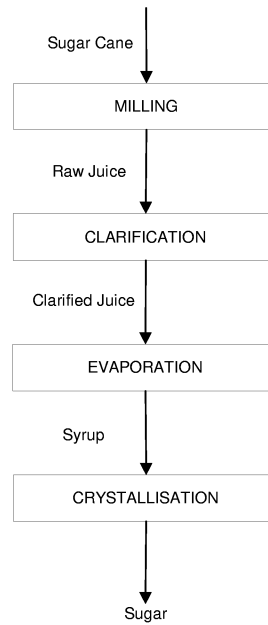 Sugar Cane
MILLING
Raw Juice
CLARIFICATION
Clarified Juice
EVAPORATION
Syrup
CRYSTALLISATION
Sugar